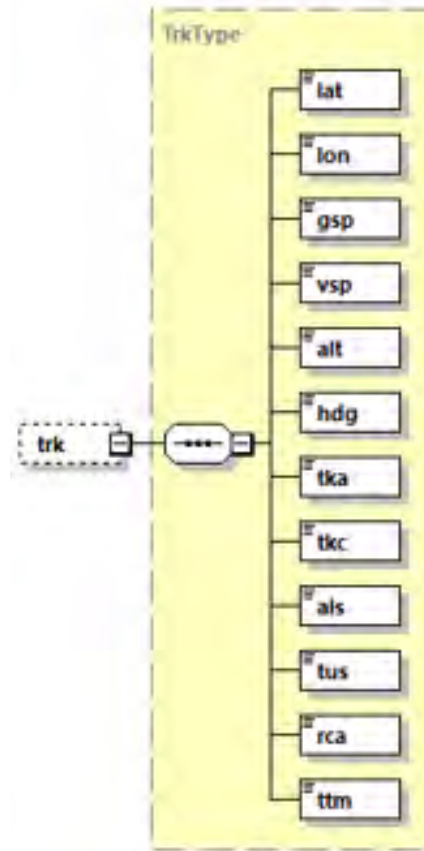 TrkType
lat
lon
gsp
vsp
alt
hdg
trk
tka
tkc
als
tus
rca
ttm